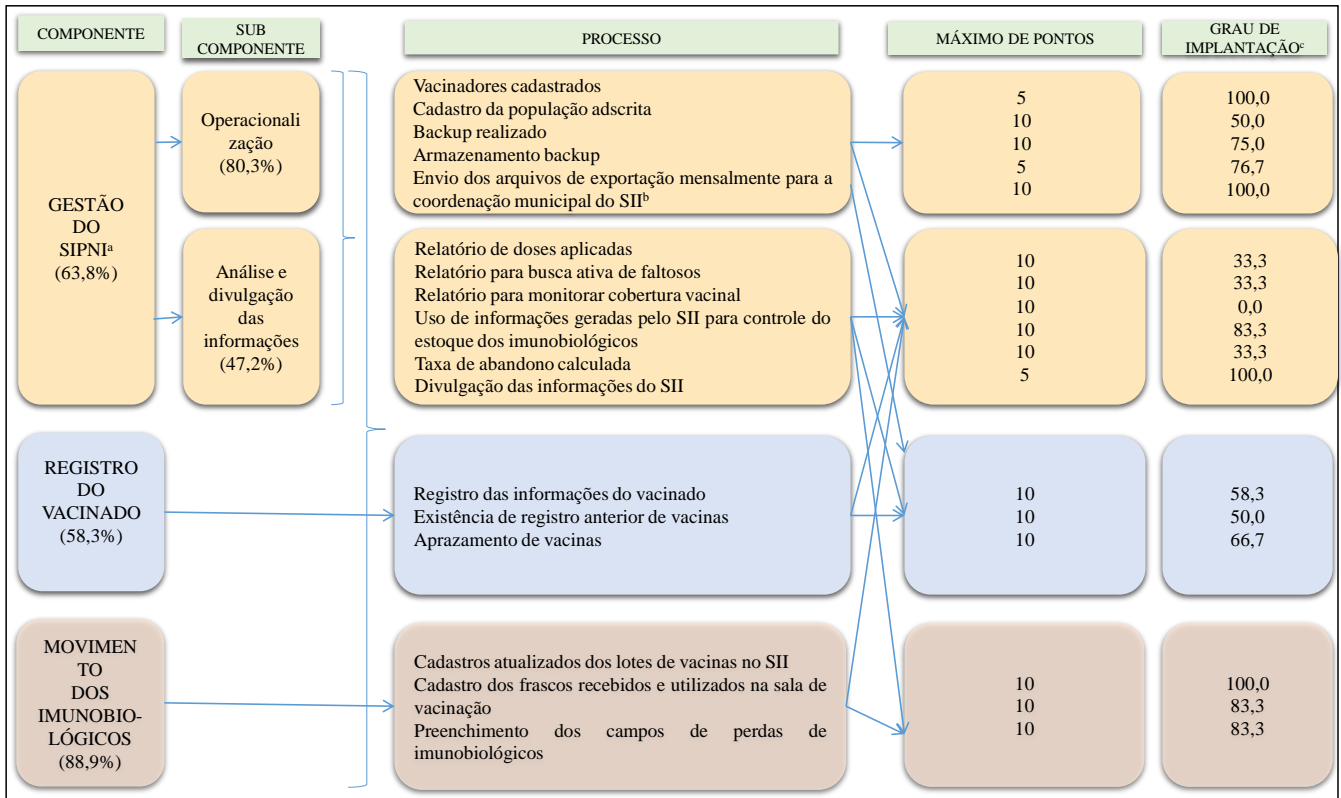 COMPONENTE
SUB
COMPONENTE
PROCESSO
MÁXIMO DE PONTOS
GRAU DE
IMPLANTAÇÃOᶜ
GESTÃO
DO
SIPNIᵃ
(63,8%)
Operacionali
zação
(80,3%)
Vacinadores cadastrados
Cadastro da população adscrita
Backup realizado
Armazenamento backup
Envio dos arquivos de exportação mensalmente para a
coordenação municipal do SIIᵇ
5
10
10
5
10
100,0
50,0
75,0
76,7
100,0
Análise e
divulgação
das
informações
(47,2%)
Relatório de doses aplicadas
Relatório para busca ativa de faltosos
Relatório para monitorar cobertura vacinal
Uso de informações geradas pelo SII para controle do
estoque dos imunobiológicos
Taxa de abandono calculada
Divulgação das informações do SII
10
10
10
10
10
5
33,3
33,3
0,0
83,3
33,3
100,0
REGISTRO
DO
VACINADO
(58,3%)
Registro das informações do vacinado
Existência de registro anterior de vacinas
Aprazamento de vacinas
10
10
10
58,3
50,0
66,7
MOVIMEN
TO
DOS
IMUNOBIO-
LÓGICOS
(88,9%)
Cadastros atualizados dos lotes de vacinas no SII
Cadastro dos frascos recebidos e utilizados na sala de
vacinação
Preenchimento dos campos de perdas de
imunobiológicos
10
10
10
100,0
83,3
83,3